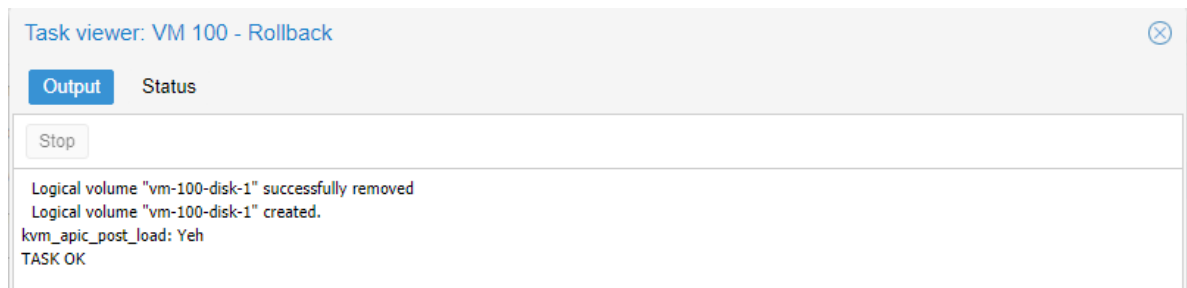 Task viewer: VM 100 - Rollback
Output Status
Stop
Logical volume "vm-100-disk-1" successfully removed
Logical volume "vm-100-disk-1" created.
kvm_apic_post_load: Yeh
TASK OK